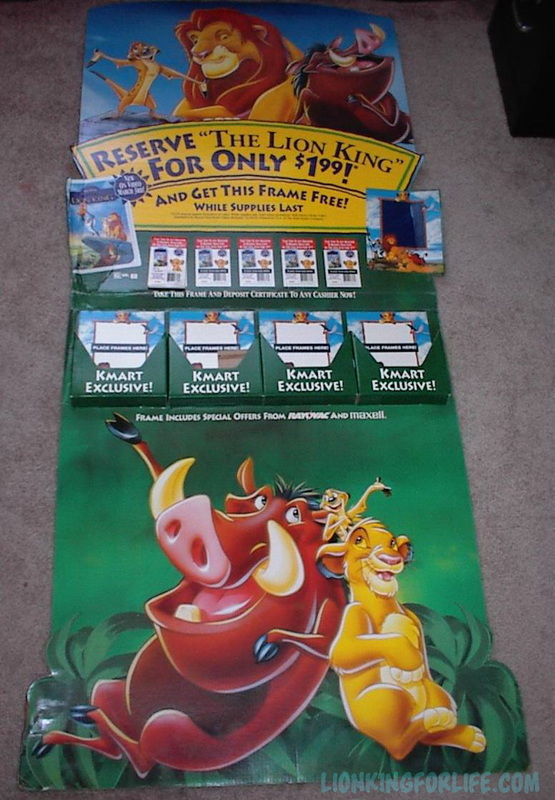 RESERVE "THE LION KING"
FOR ONLY $1.99!*
AND GET THIS FRAME FREE!
WHILE SUPPLIES LAST
NEW
ON VIDEO
MARCH 3RD!
TAKE THIS FRAME AND DEPOSIT CERTIFICATE TO ANY CASHIER NOW!
PLACE FRAMES HERE!
KMART
EXCLUSIVE!
PLACE FRAMES HERE!
KMART
EXCLUSIVE!
PLACE FRAMES HERE!
KMART
EXCLUSIVE!
PLACE FRAMES HERE!
KMART
EXCLUSIVE!
FRAME INCLUDES SPECIAL OFFERS FROM RAYOVAC AND maxell.
LIONKINGFORLIFE.COM